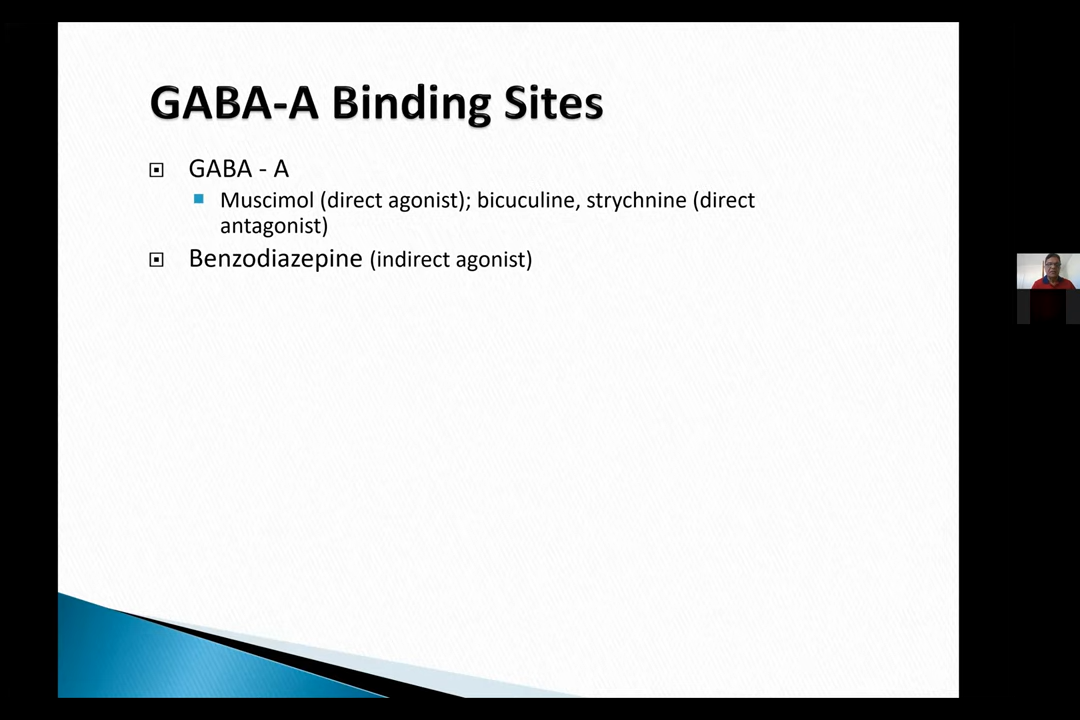 GABA-A Binding Sites
GABA - A
Muscimol (direct agonist); bicuculine, strychnine (direct
antagonist)
Benzodiazepine (indirect agonist)